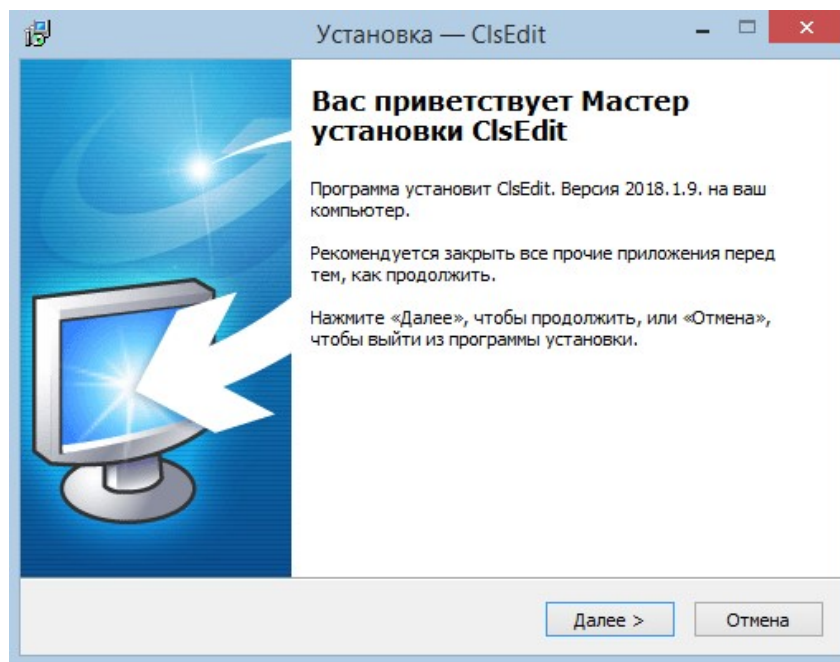 Установка — ClsEdit
Вас приветствует Мастер
установки ClsEdit
Программа установит ClsEdit. Версия 2018.1.9. на ваш
компьютер.
Рекомендуется закрыть все прочие приложения перед
тем, как продолжить.
Нажмите «Далее», чтобы продолжить, или «Отмена»,
чтобы выйти из программы установки.
Далее >
Отмена